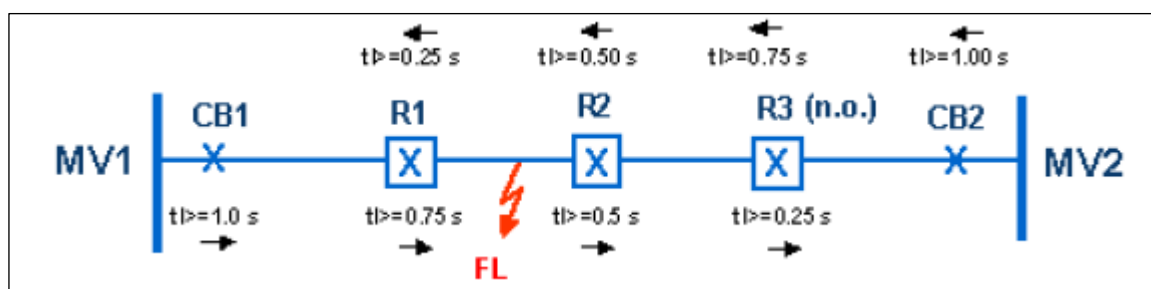 tI>=0.25 s tI>=0.50 s tI>=0.75 s tI>=1.00 s
CB1 R1 R2 R3 (n.o.) CB2
MV1 MV2
tI>=1.0 s tI>=0.75 s tI>=0.5 s tI>=0.25 s
FL